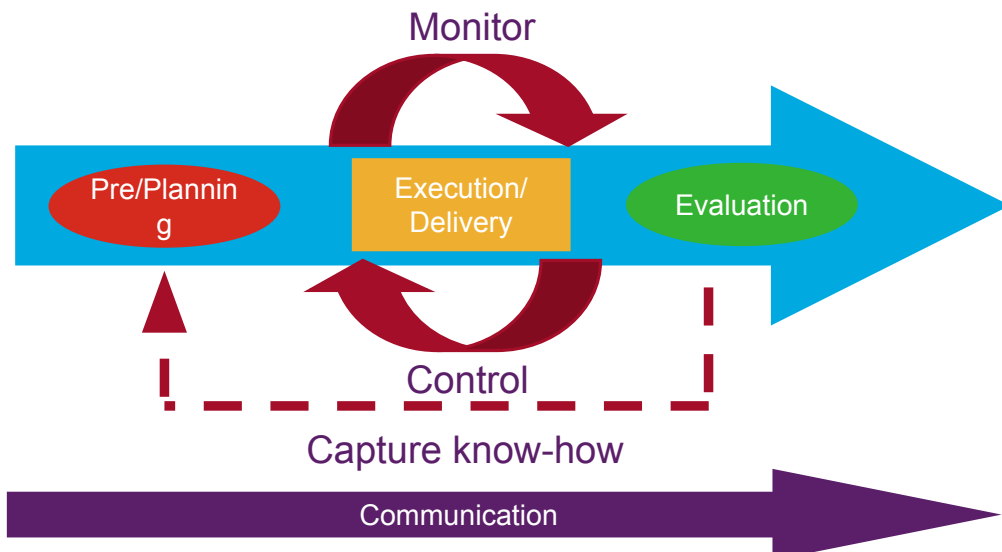 Monitor
Pre/Plannin
g
Execution/
Delivery
Evaluation
Control
Capture know-how
Communication